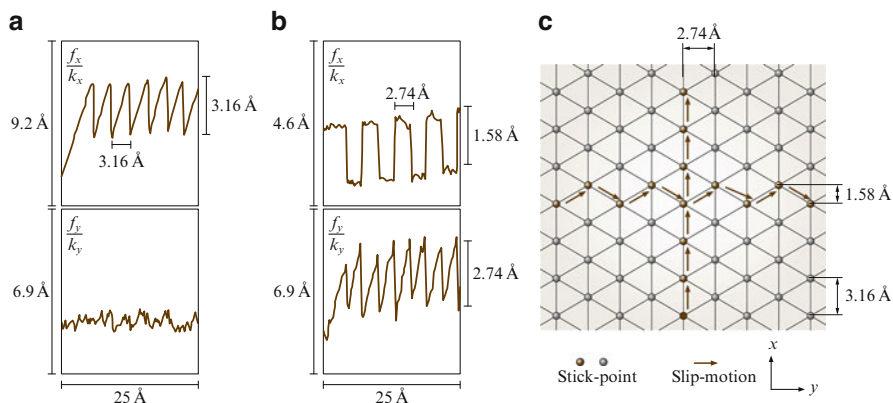 a
f_x
k_x
9.2 Å
3.16 Å
3.16 Å
f_y
k_y
6.9 Å
25 Å
b
f_x
k_x
2.74 Å
4.6 Å
1.58 Å
f_y
k_y
6.9 Å
2.74 Å
25 Å
c
2.74 Å
1.58 Å
3.16 Å
x
y
Stick-point
Slip-motion